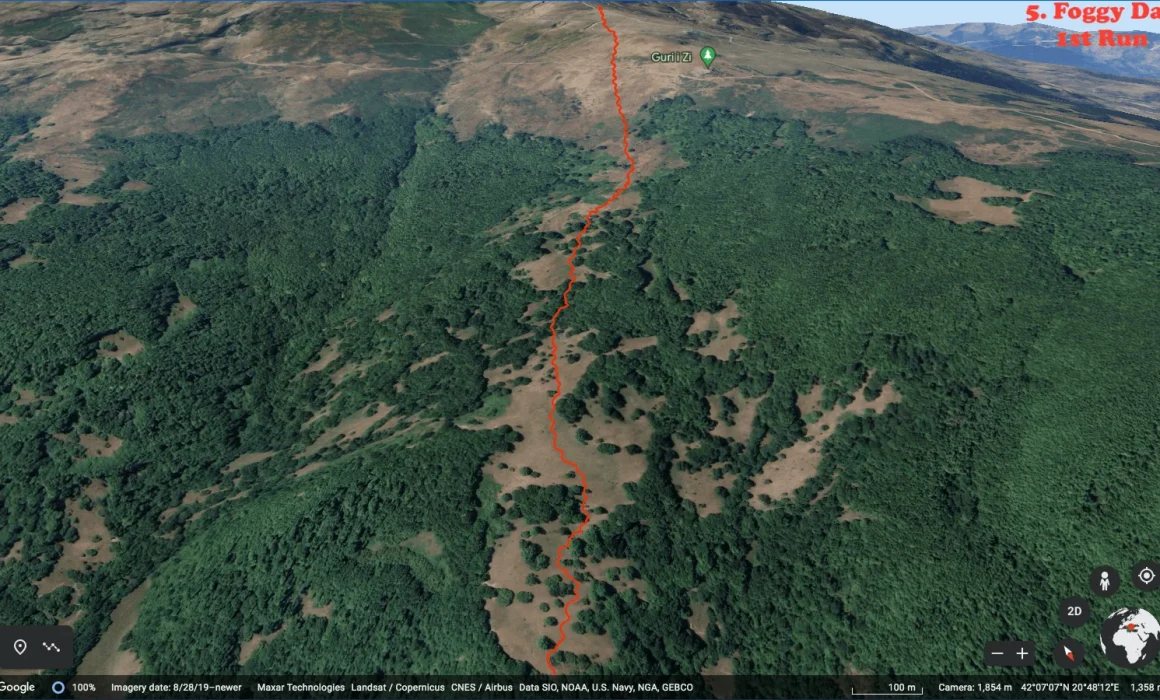 5. Foggy Da
1st Run
Guri i Zi
2D
Google
100%
Imagery date: 8/28/19–newer
Maxar Technologies
Landsat / Copernicus
CNES / Airbus
Data SIO, NOAA, U.S. Navy, NGA, GEBCO
100 m
Camera: 1,854 m
42°07'07"N 20°48'12"E
1,358 m